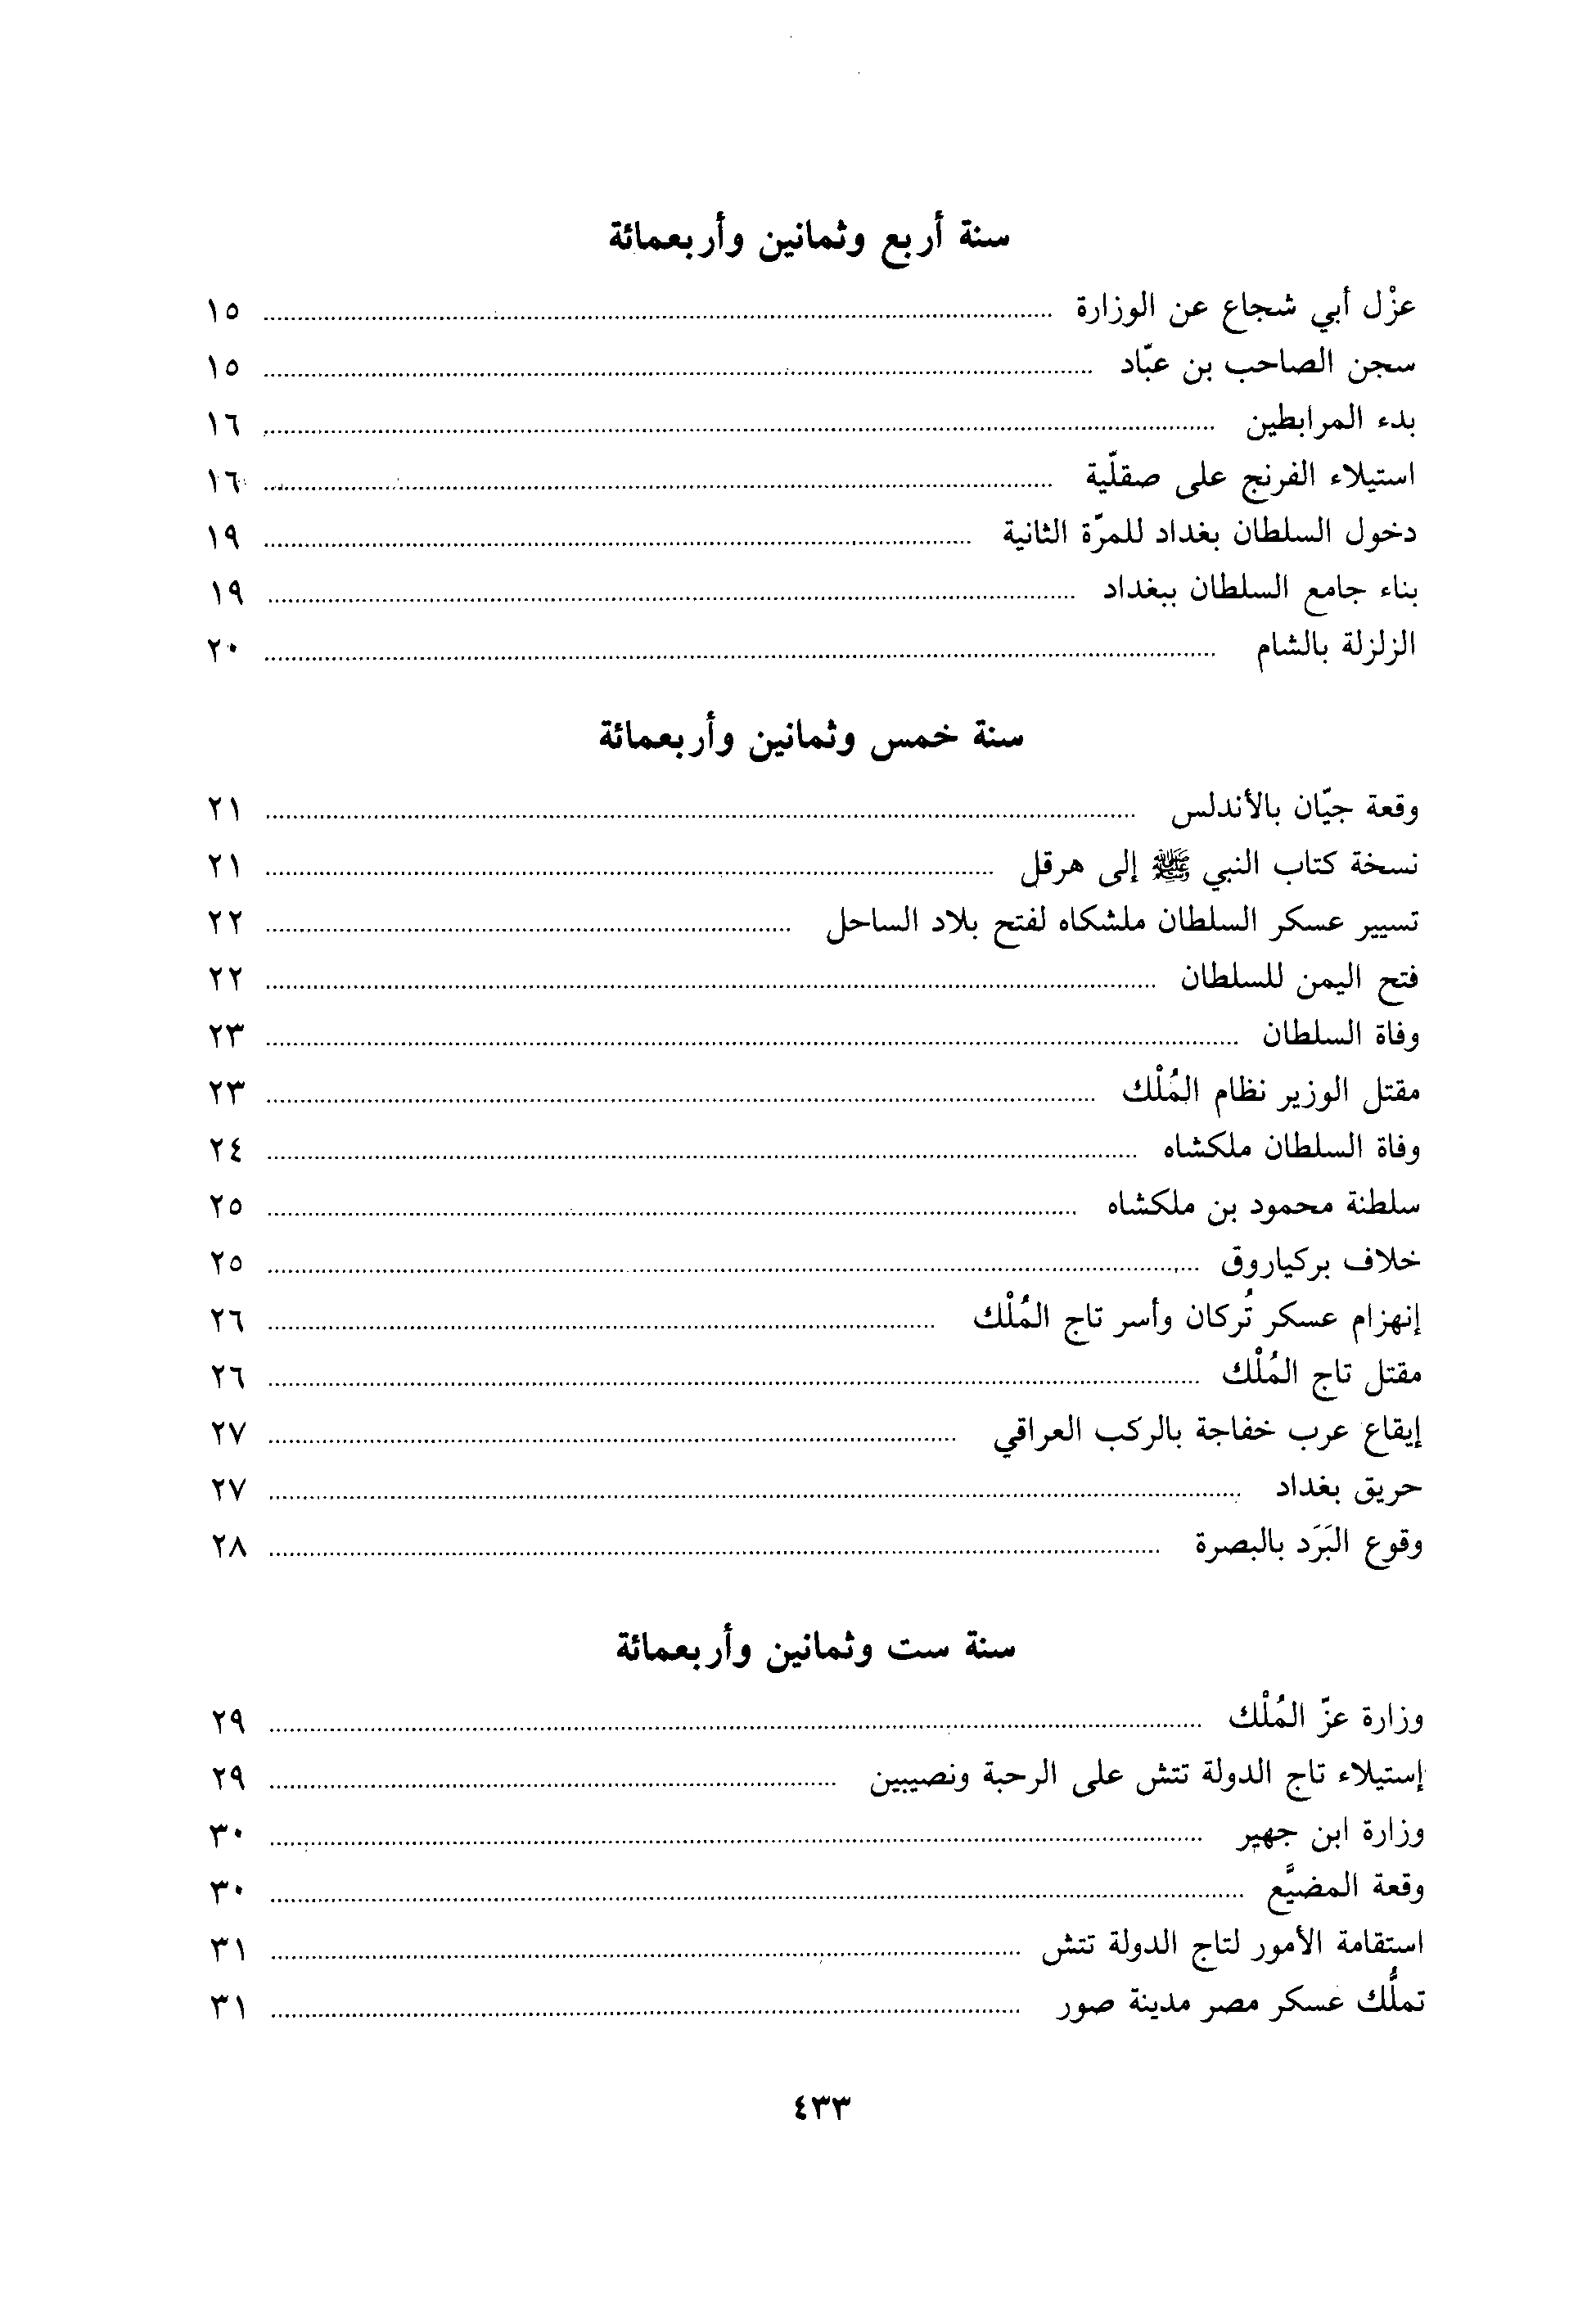 سنة أربع وثمانين وأربعمائة
عزْل أبي شجاع عن الوزارة ........ ١٥
سجن الصاحب بن عبّاد ........ ١٥
بدء المرابطين ........ ١٦
استيلاء الفرنج على صقلّية ........ ١٦
دخول السلطان بغداد للمرّة الثانية ........ ١٩
بناء جامع السلطان ببغداد ........ ١٩
الزلزلة بالشام ........ ٢٠
سنة خمس وثمانين وأربعمائة
وقعة جيّان بالأندلس ........ ٢١
نسخة كتاب النبي ﷺ إلى هرقل ........ ٢١
تسيير عسكر السلطان ملشكاه لفتح بلاد الساحل ........ ٢٢
فتح اليمن للسلطان ........ ٢٢
وفاة السلطان ........ ٢٣
مقتل الوزير نظام المُلْك ........ ٢٣
وفاة السلطان ملكشاه ........ ٢٤
سلطنة محمود بن ملكشاه ........ ٢٥
خلاف بركياروق ........ ٢٥
إنهزام عسكر تُركان وأسر تاج المُلْك ........ ٢٦
مقتل تاج المُلْك ........ ٢٦
إيقاع عرب خفاجة بالركب العراقي ........ ٢٧
حريق بغداد ........ ٢٧
وقوع البَرَد بالبصرة ........ ٢٨
سنة ست وثمانين وأربعمائة
وزارة عزّ المُلْك ........ ٢٩
إستيلاء تاج الدولة تتش على الرحبة ونصيبين ........ ٢٩
وزارة ابن جهير ........ ٣٠
وقعة المضيَّع ........ ٣٠
استقامة الأمور لتاج الدولة تتش ........ ٣١
تملُّك عسكر مصر مدينة صور ........ ٣١
٤٣٣